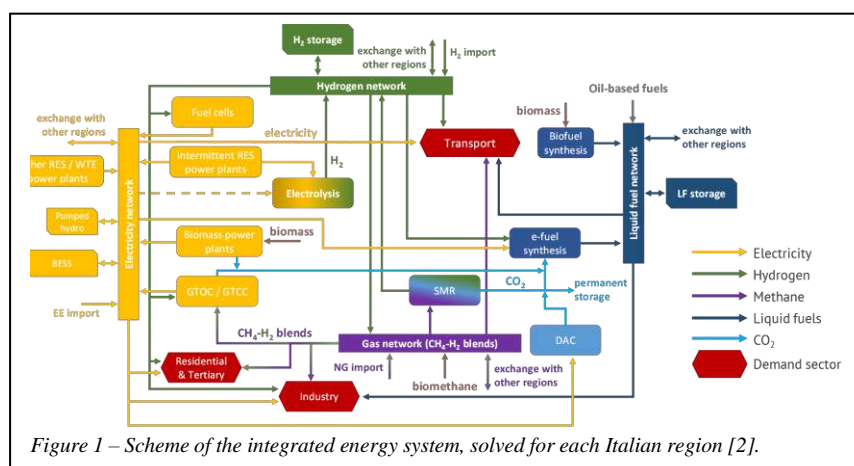 H2 storage
exchange with
other regions
H2 import
Hydrogen network
Oil-based fuels
biomass
exchange with
other regions
Fuel cells
electricity
Transport
Biofuel
synthesis
exchange with
other regions
her RES / WTE
power plants
Intermittent RES
power plants
H2
Electrolysis
Electricity network
Liquid fuel network
LF storage
Pumped
hydro
Biomass power
plants
biomass
e-fuel
synthesis
Electricity
BESS
Hydrogen
GTOC / GTCC
SMR
CO2
permanent
storage
Methane
EE import
Liquid fuels
CH4-H2 blends
Gas network (CH4-H2 blends)
DAC
CO2
Residential
& Tertiary
NG import
biomethane
exchange with
other regions
Demand sector
Industry
Figure 1 – Scheme of the integrated energy system, solved for each Italian region [2].